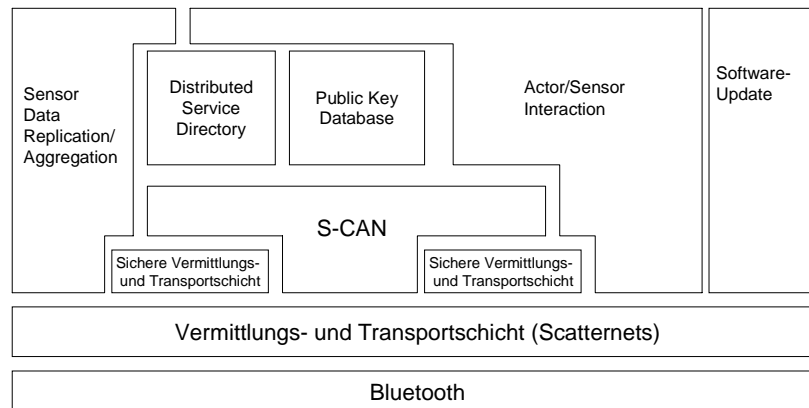 Sensor
Data
Replication/
Aggregation
Distributed
Service
Directory
Public Key
Database
Actor/Sensor
Interaction
Software-
Update
S-CAN
Sichere Vermittlungs-
und Transportschicht
Sichere Vermittlungs-
und Transportschicht
Vermittlungs- und Transportschicht (Scatternets)
Bluetooth